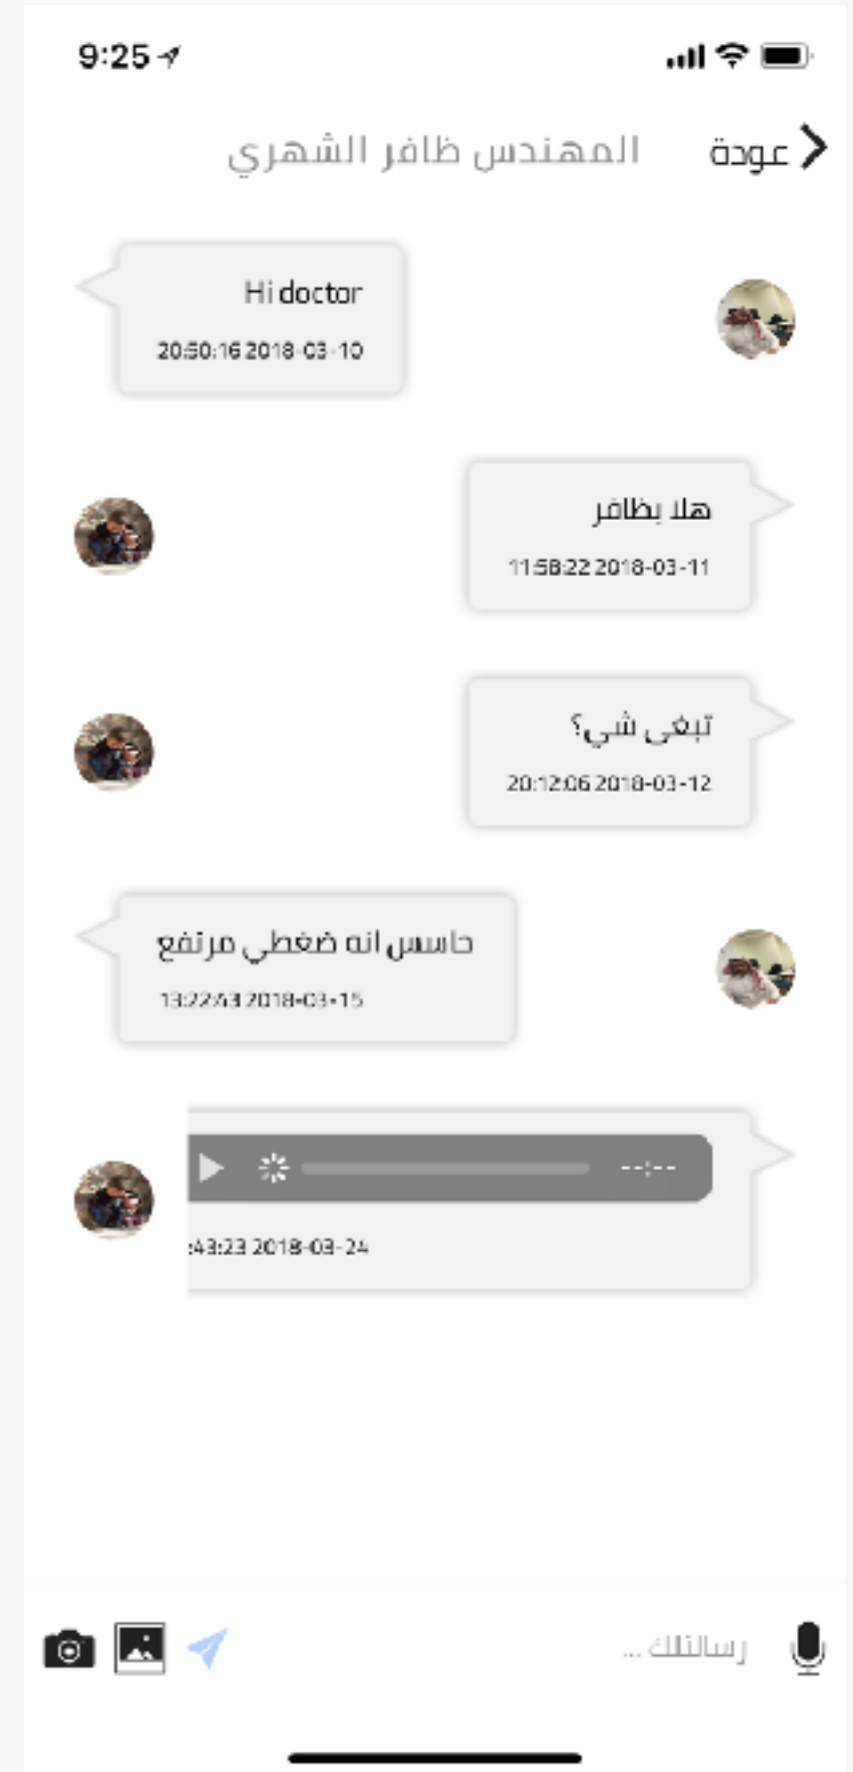 9:25
عودة
المهندس ظافر الشهري
Hi doctor
20:50:16 2018-03-10
هلا بظافر
11:58:22 2018-03-11
تبغى شي؟
20:12:06 2018-03-12
حاسس انه ضغطي مرتفع
13:22:43 2018-03-15
--:--
:43:23 2018-03-24
رسالتلك ...